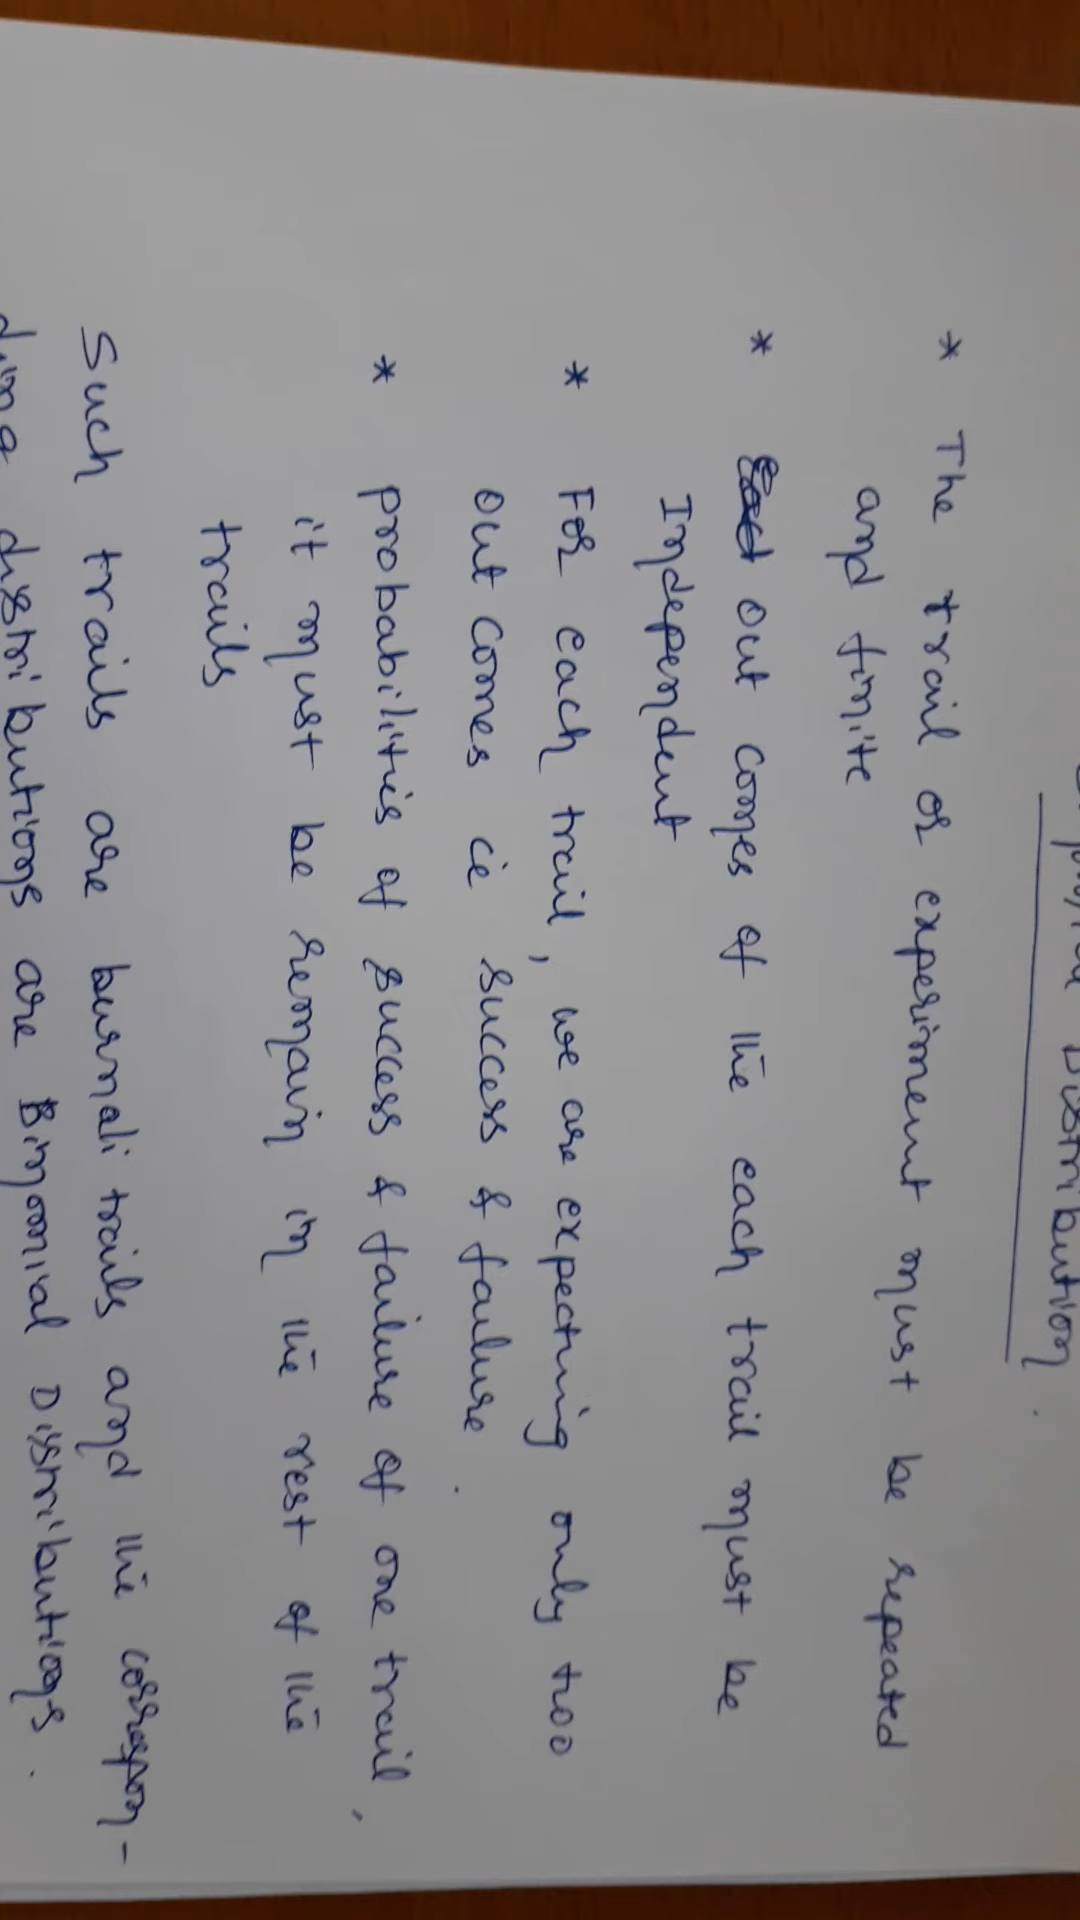 Distribution
* The trail or experiment must be repeated
and finite
* out comes of the each trail must be
Independent
* For each trail, we are expecting only two
out comes ie success & failure.
* probabilities of success & failure of one trail,
it must be remain in the rest of the
trails
Such trails are burnali trails and the correspon-
ding distributions are Binomial Distributions.